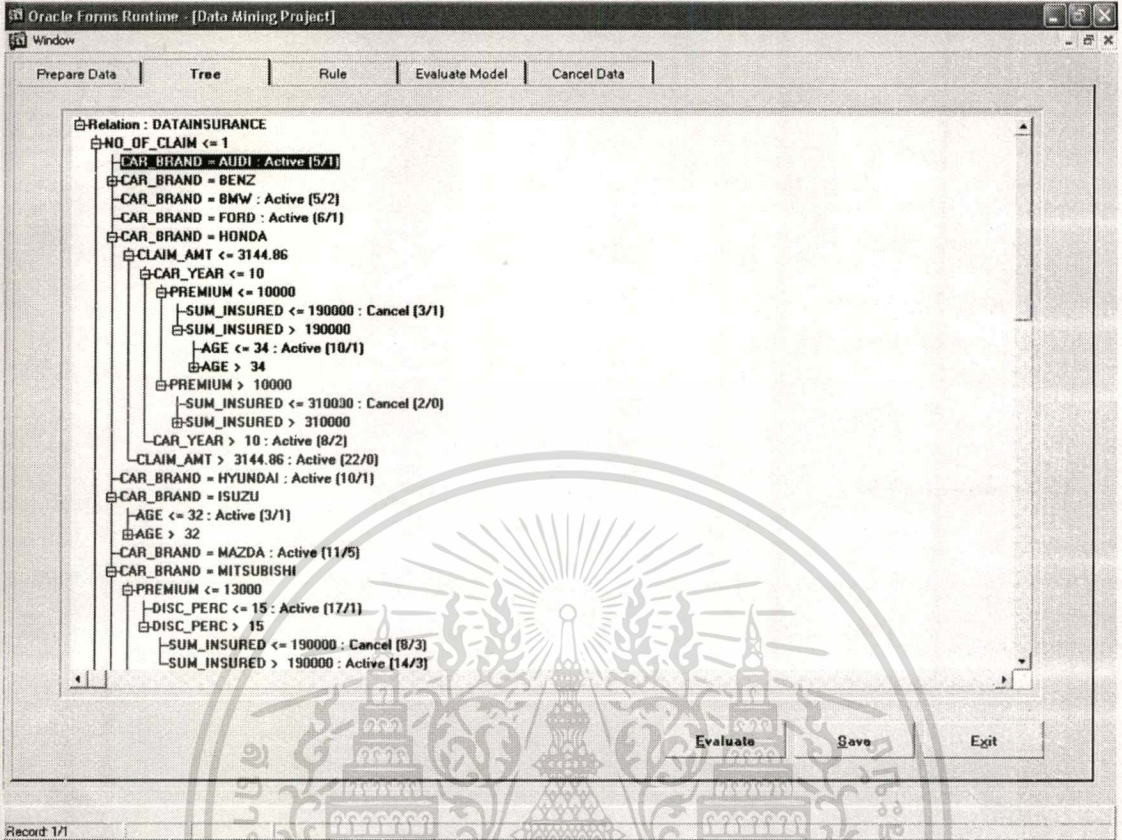 Oracle Forms Runtime - [Data Mining Project]
Window
Prepare Data Tree Rule Evaluate Model Cancel Data
Relation : DATAINSURANCE
NO_OF_CLAIM <= 1
CAR_BRAND = AUDI : Active (5/1)
CAR_BRAND = BENZ
CAR_BRAND = BMW : Active (5/2)
CAR_BRAND = FORD : Active (6/1)
CAR_BRAND = HONDA
CLAIM_AMT <= 3144.86
CAR_YEAR <= 10
PREMIUM <= 10000
SUM_INSURED <= 190000 : Cancel (3/1)
SUM_INSURED > 190000
AGE <= 34 : Active (10/1)
AGE > 34
PREMIUM > 10000
SUM_INSURED <= 310000 : Cancel (2/0)
SUM_INSURED > 310000
CAR_YEAR > 10 : Active (8/2)
CLAIM_AMT > 3144.86 : Active (22/0)
CAR_BRAND = HYUNDAI : Active (10/1)
CAR_BRAND = ISUZU
AGE <= 32 : Active (3/1)
AGE > 32
CAR_BRAND = MAZDA : Active (11/5)
CAR_BRAND = MITSUBISHI
PREMIUM <= 13000
DISC_PERC <= 15 : Active (17/1)
DISC_PERC > 15
SUM_INSURED <= 190000 : Cancel (8/3)
SUM_INSURED > 190000 : Active (14/3)
Evaluate Save Exit
Record: 1/1